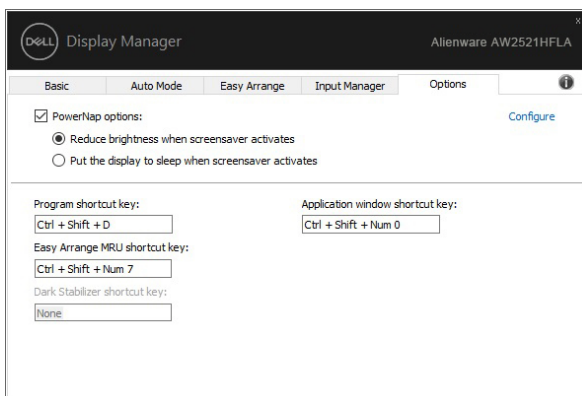 DELL Display Manager
Alienware AW2521HFLA
x
Basic
Auto Mode
Easy Arrange
Input Manager
Options
i
PowerNap options:
Configure
Reduce brightness when screensaver activates
Put the display to sleep when screensaver activates
Program shortcut key:
Application window shortcut key:
Ctrl + Shift + D
Ctrl + Shift + Num 0
Easy Arrange MRU shortcut key:
Ctrl + Shift + Num 7
Dark Stabilizer shortcut key:
None